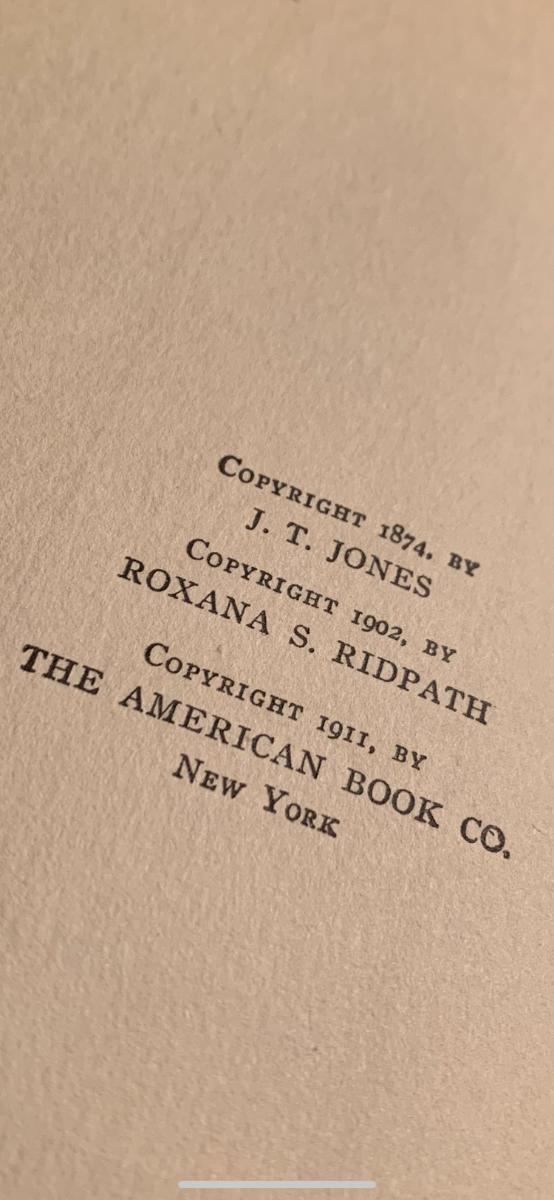 Copyright 1874, by
J. T. JONES
Copyright 1902, by
ROXANA S. RIDPATH
Copyright 1911, by
THE AMERICAN BOOK CO.
New York